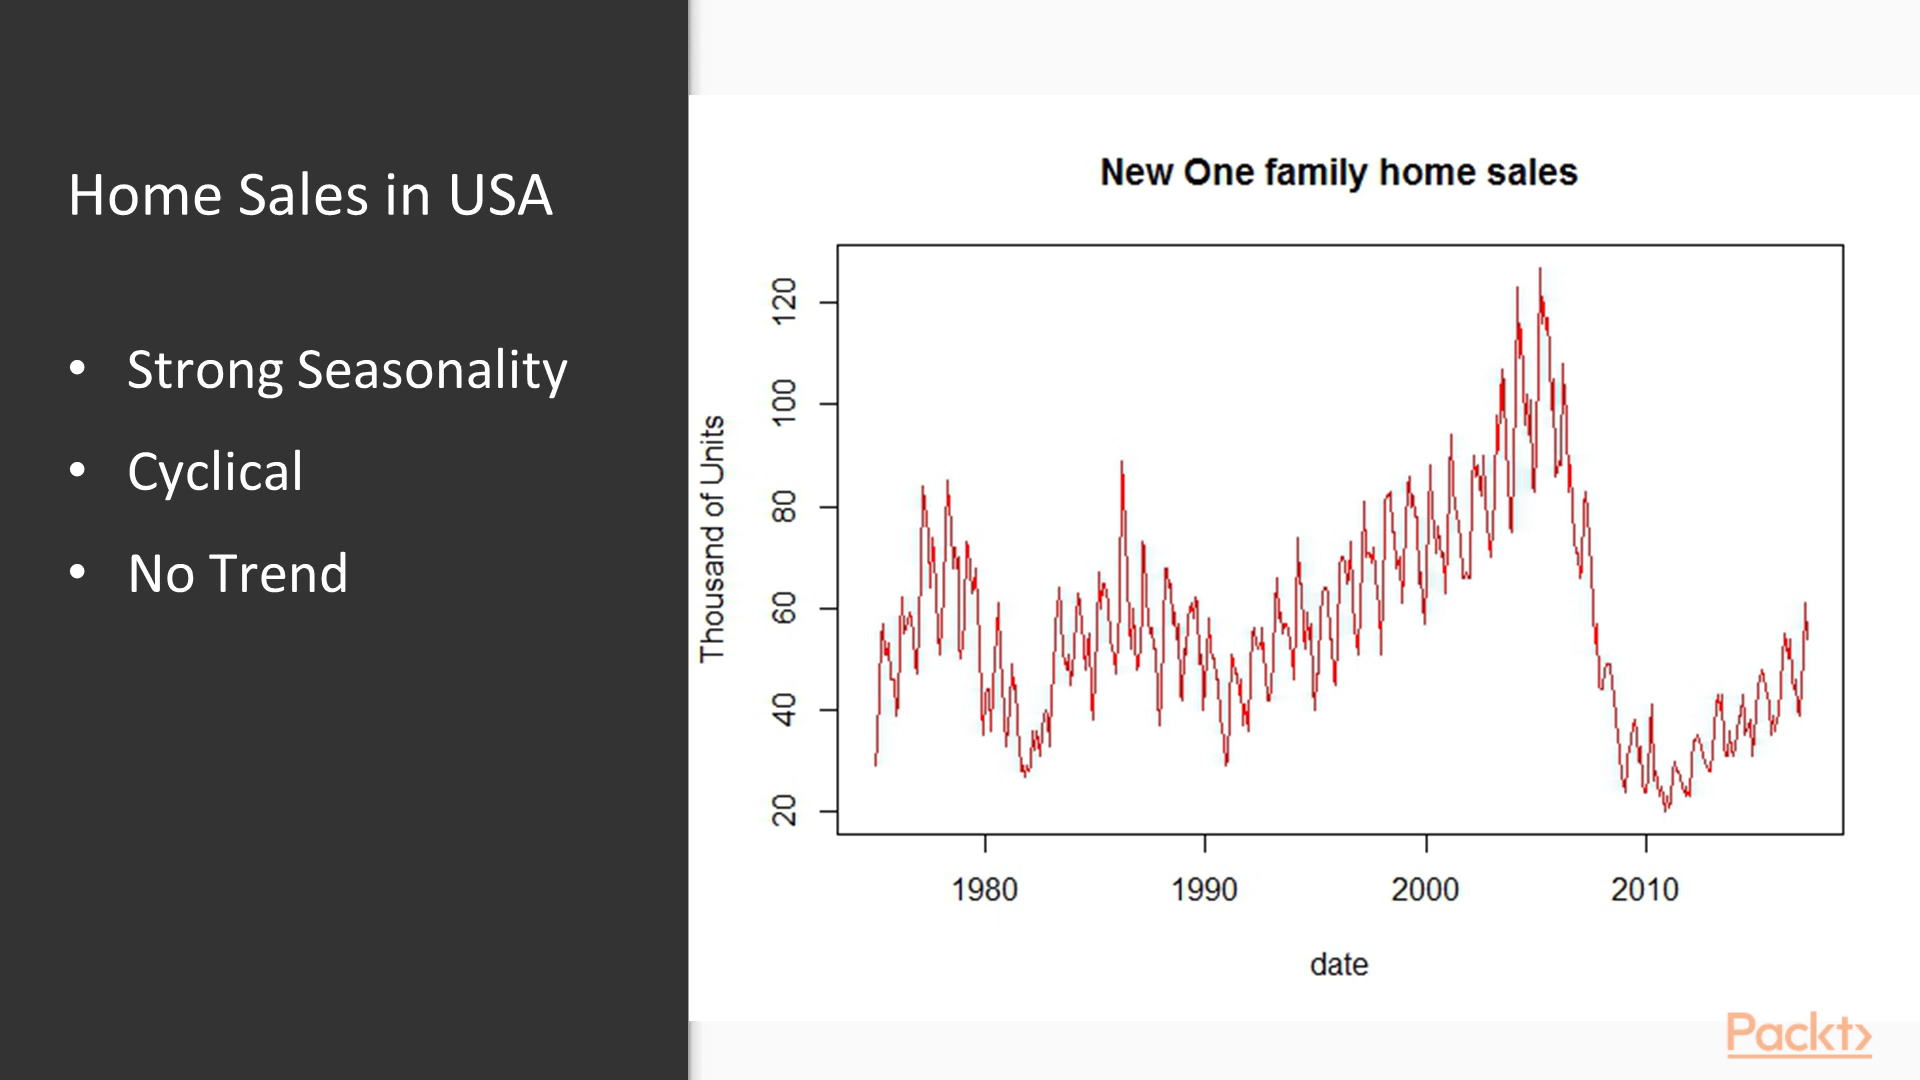 Home Sales in USA
• Strong Seasonality
• Cyclical
• No Trend
New One family home sales
Thousand of Units
120
100
80
60
40
20
1980 1990 2000 2010
date
Packt>